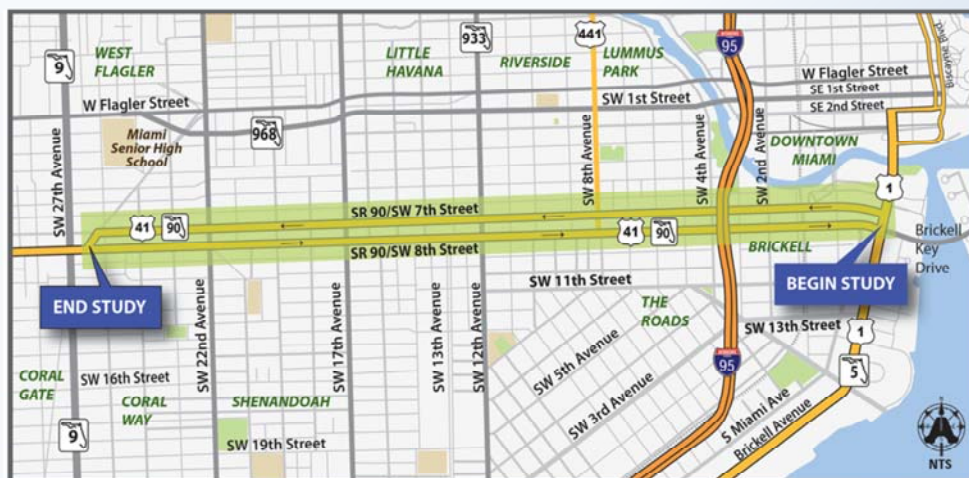 9
WEST
FLAGLER
LITTLE
HAVANA
933
RIVERSIDE
441
LUMMUS
PARK
INTERSTATE
95
Biscayne Blvd
W Flagler Street
W Flagler Street
SE 1st Street
SW 1st Street
SE 2nd Street
968
Miami
Senior High
School
DOWNTOWN
MIAMI
SW 27th Avenue
SW 8th Avenue
SW 4th Avenue
SW 2nd Avenue
1
SR 90/SW 7th Street
41
90
41
90
SR 90/SW 8th Street
BRICKELL
Brickell
Key
Drive
END STUDY
BEGIN STUDY
SW 11th Street
THE
ROADS
SW 13th Street
SW 22nd Avenue
SW 17th Avenue
SW 13th Avenue
SW 12th Avenue
SW 5th Avenue
SW 3rd Avenue
1
5
INTERSTATE
95
CORAL
GATE
SW 16th Street
CORAL
WAY
SHENANDOAH
S Miami Ave
Brickell Avenue
9
SW 19th Street
NTS